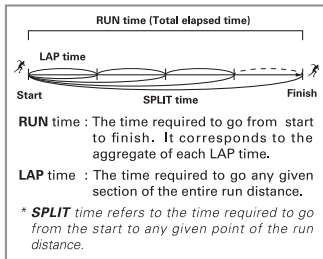 RUN time (Total elapsed time)
LAP time
Start
SPLIT time
Finish
RUN time : The time required to go from start
to finish. It corresponds to the
aggregate of each LAP time.
LAP time : The time required to go any given
section of the entire run distance.
* SPLIT time refers to the time required to go
from the start to any given point of the run
distance.